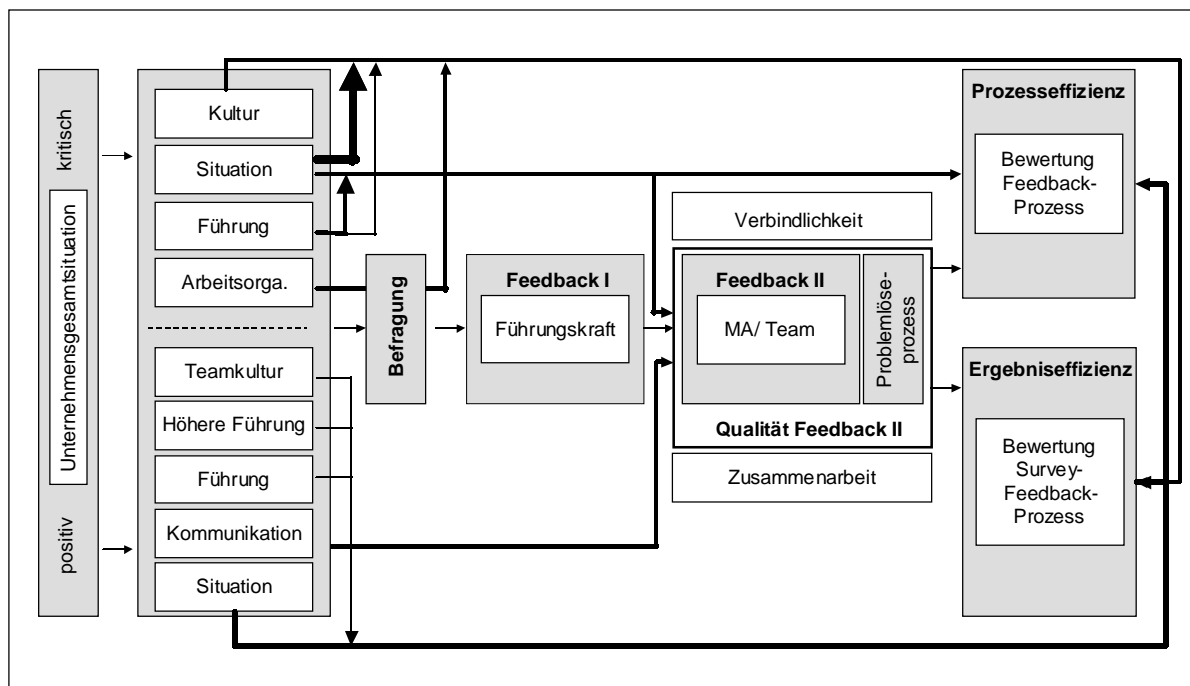 kritisch
Unternehmensgesamtsituation
positiv
Kultur
Situation
Führung
Arbeitsorga.
Teamkultur
Höhere Führung
Führung
Kommunikation
Situation
Befragung
Feedback I
Führungskraft
Verbindlichkeit
Feedback II
MA/ Team
Problemlöse-
prozess
Qualität Feedback II
Zusammenarbeit
Prozesseffizienz
Bewertung
Feedback-
Prozess
Ergebniseffizienz
Bewertung
Survey-
Feedback-
Prozess